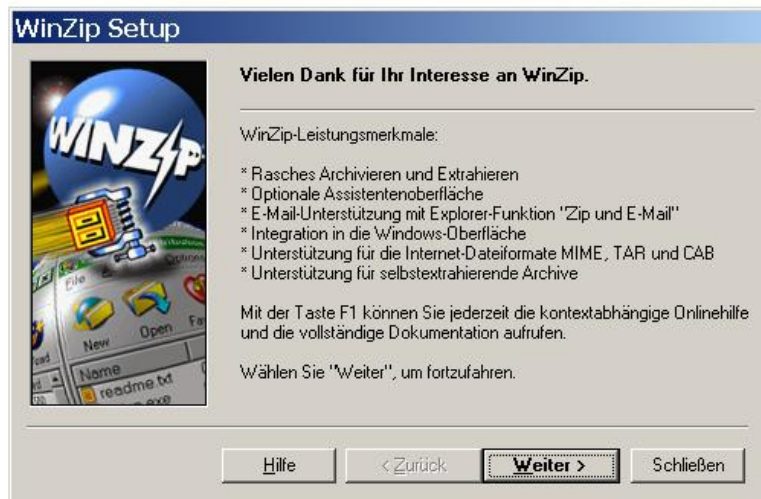 WinZip Setup
WINZIP
File
Options
New
Open
Name
readme.txt
Vielen Dank für Ihr Interesse an WinZip.
WinZip-Leistungsmerkmale:
* Rasches Archivieren und Extrahieren
* Optionale Assistentenoberfläche
* E-Mail-Unterstützung mit Explorer-Funktion "Zip und E-Mail"
* Integration in die Windows-Oberfläche
* Unterstützung für die Internet-Dateiformate MIME, TAR und CAB
* Unterstützung für selbstextrahierende Archive
Mit der Taste F1 können Sie jederzeit die kontextabhängige Onlinehilfe
und die vollständige Dokumentation aufrufen.
Wählen Sie "Weiter", um fortzufahren.
Hilfe
< Zurück
Weiter >
Schließen